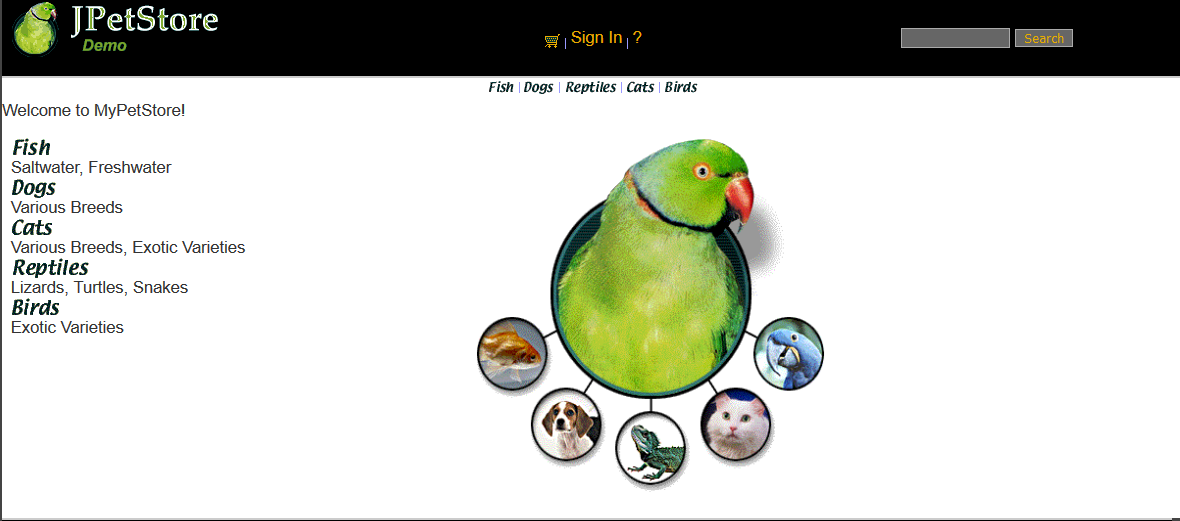 JPetStore
Demo
| Sign In | ?
Search
Fish | Dogs | Reptiles | Cats | Birds
Welcome to MyPetStore!
Fish
Saltwater, Freshwater
Dogs
Various Breeds
Cats
Various Breeds, Exotic Varieties
Reptiles
Lizards, Turtles, Snakes
Birds
Exotic Varieties